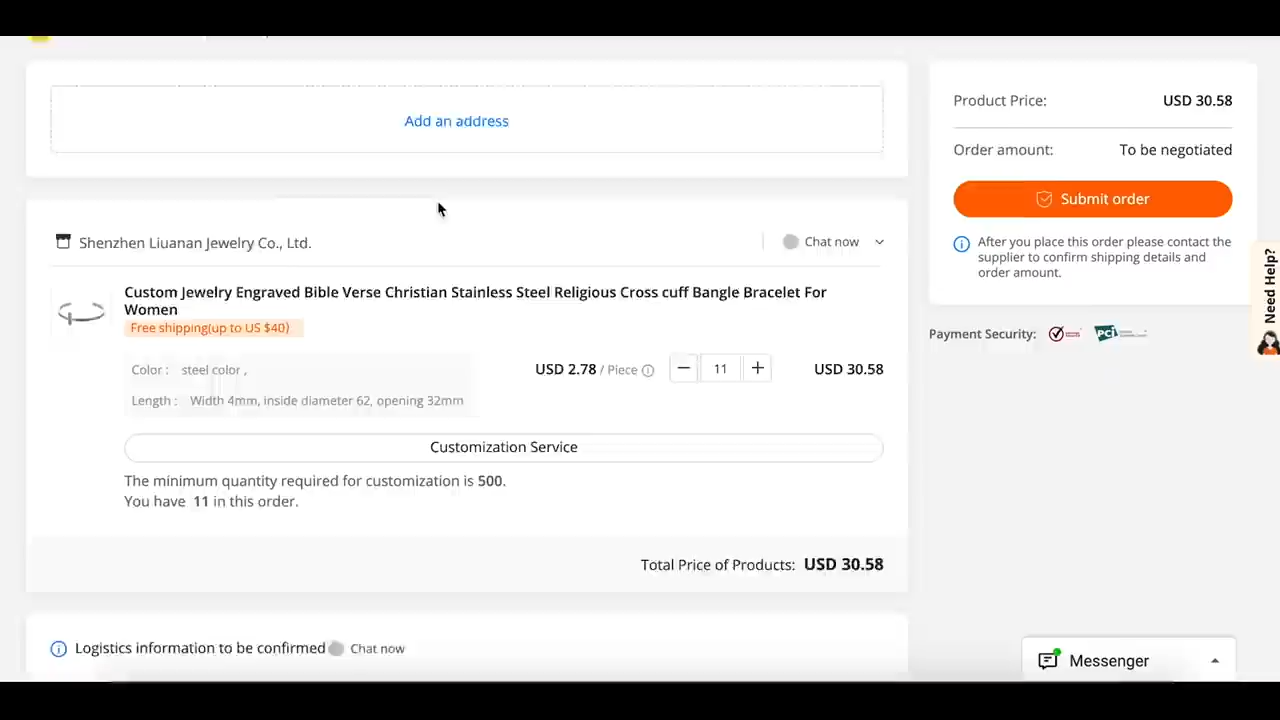 Add an address
Product Price: USD 30.58
Order amount: To be negotiated
Submit order
After you place this order please contact the
supplier to confirm shipping details and
order amount.
Payment Security:
PCI
Need Help?
Shenzhen Liuanan Jewelry Co., Ltd. Chat now
Custom Jewelry Engraved Bible Verse Christian Stainless Steel Religious Cross cuff Bangle Bracelet For
Women
Free shipping(up to US $40)
Color : steel color , USD 2.78 / Piece 11 USD 30.58
Length : Width 4mm, inside diameter 62, opening 32mm
Customization Service
The minimum quantity required for customization is 500.
You have 11 in this order.
Total Price of Products: USD 30.58
Logistics information to be confirmed Chat now
Messenger